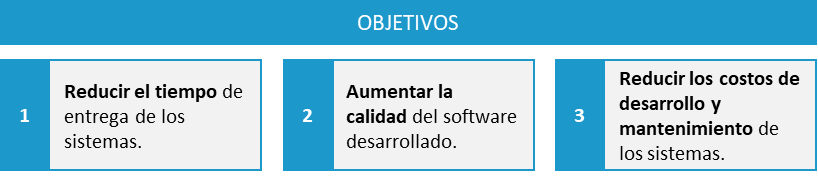 OBJETIVOS
1
Reducir el tiempo de
entrega de los
sistemas.
2
Aumentar la
calidad del software
desarrollado.
3
Reducir los costos de
desarrollo y
mantenimiento de
los sistemas.